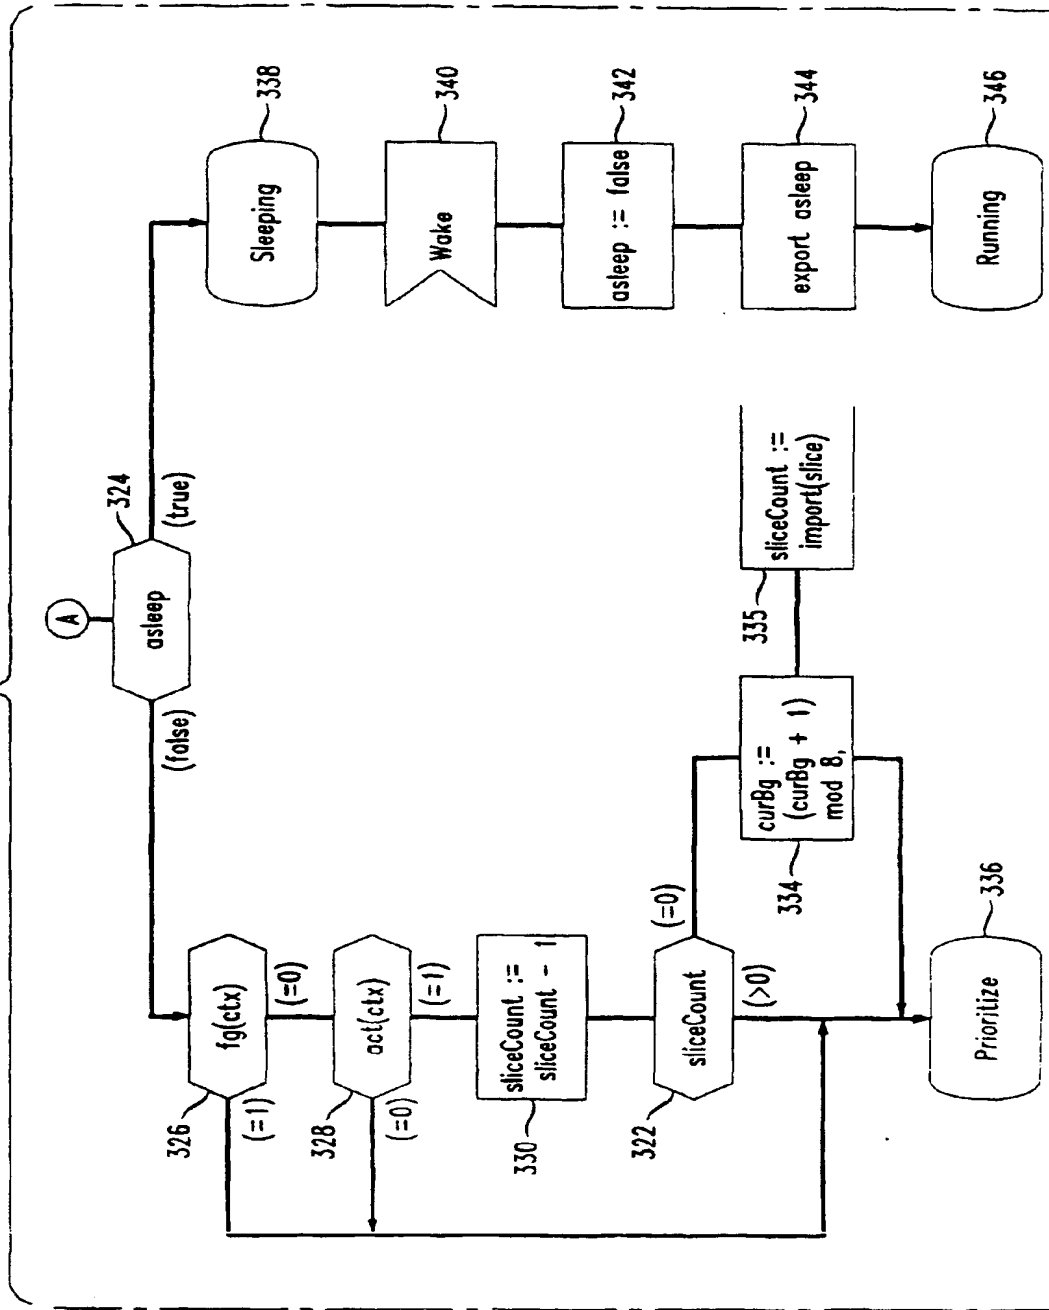 A
324
asleep
(false)
(true)
326
fg(ctx)
(=1)
(=0)
328
act(ctx)
(=0)
(=1)
330
sliceCount :=
sliceCount - 1
322
sliceCount
(=0)
(>0)
334
curBg :=
(curBg + 1)
mod 8,
335
sliceCount :=
import(slice)
Prioritize
336
Sleeping
338
Wake
340
asleep := false
342
export asleep
344
Running
346